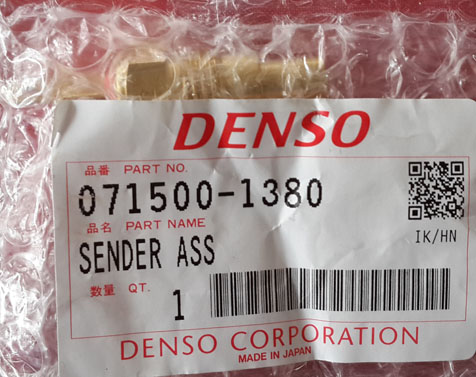 DENSO
品番 PART NO.
071500-1380
品名 PART NAME
SENDER ASS
IK/HN
数量 QT.
1
DENSO CORPORATION
MADE IN JAPAN